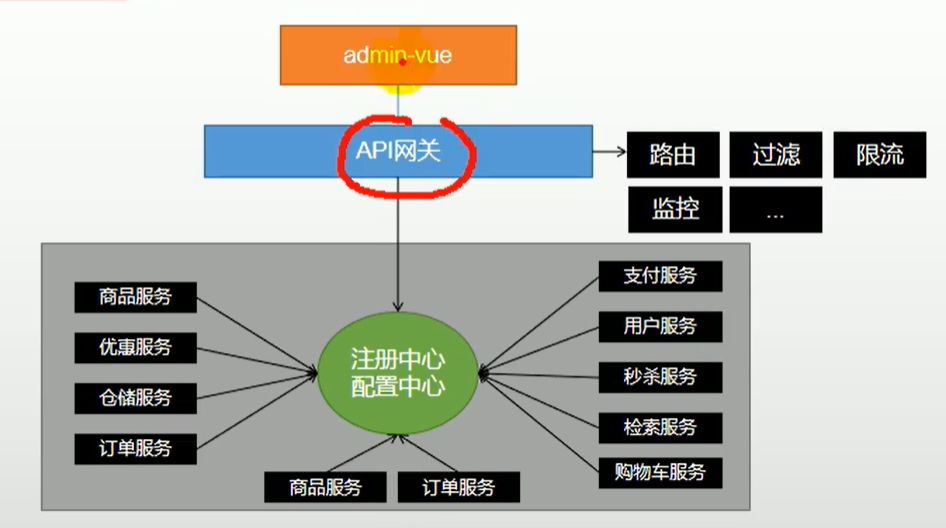 admin-vue
API网关
路由
过滤
限流
监控
...
商品服务
优惠服务
仓储服务
订单服务
注册中心
配置中心
支付服务
用户服务
秒杀服务
检索服务
购物车服务
商品服务
订单服务